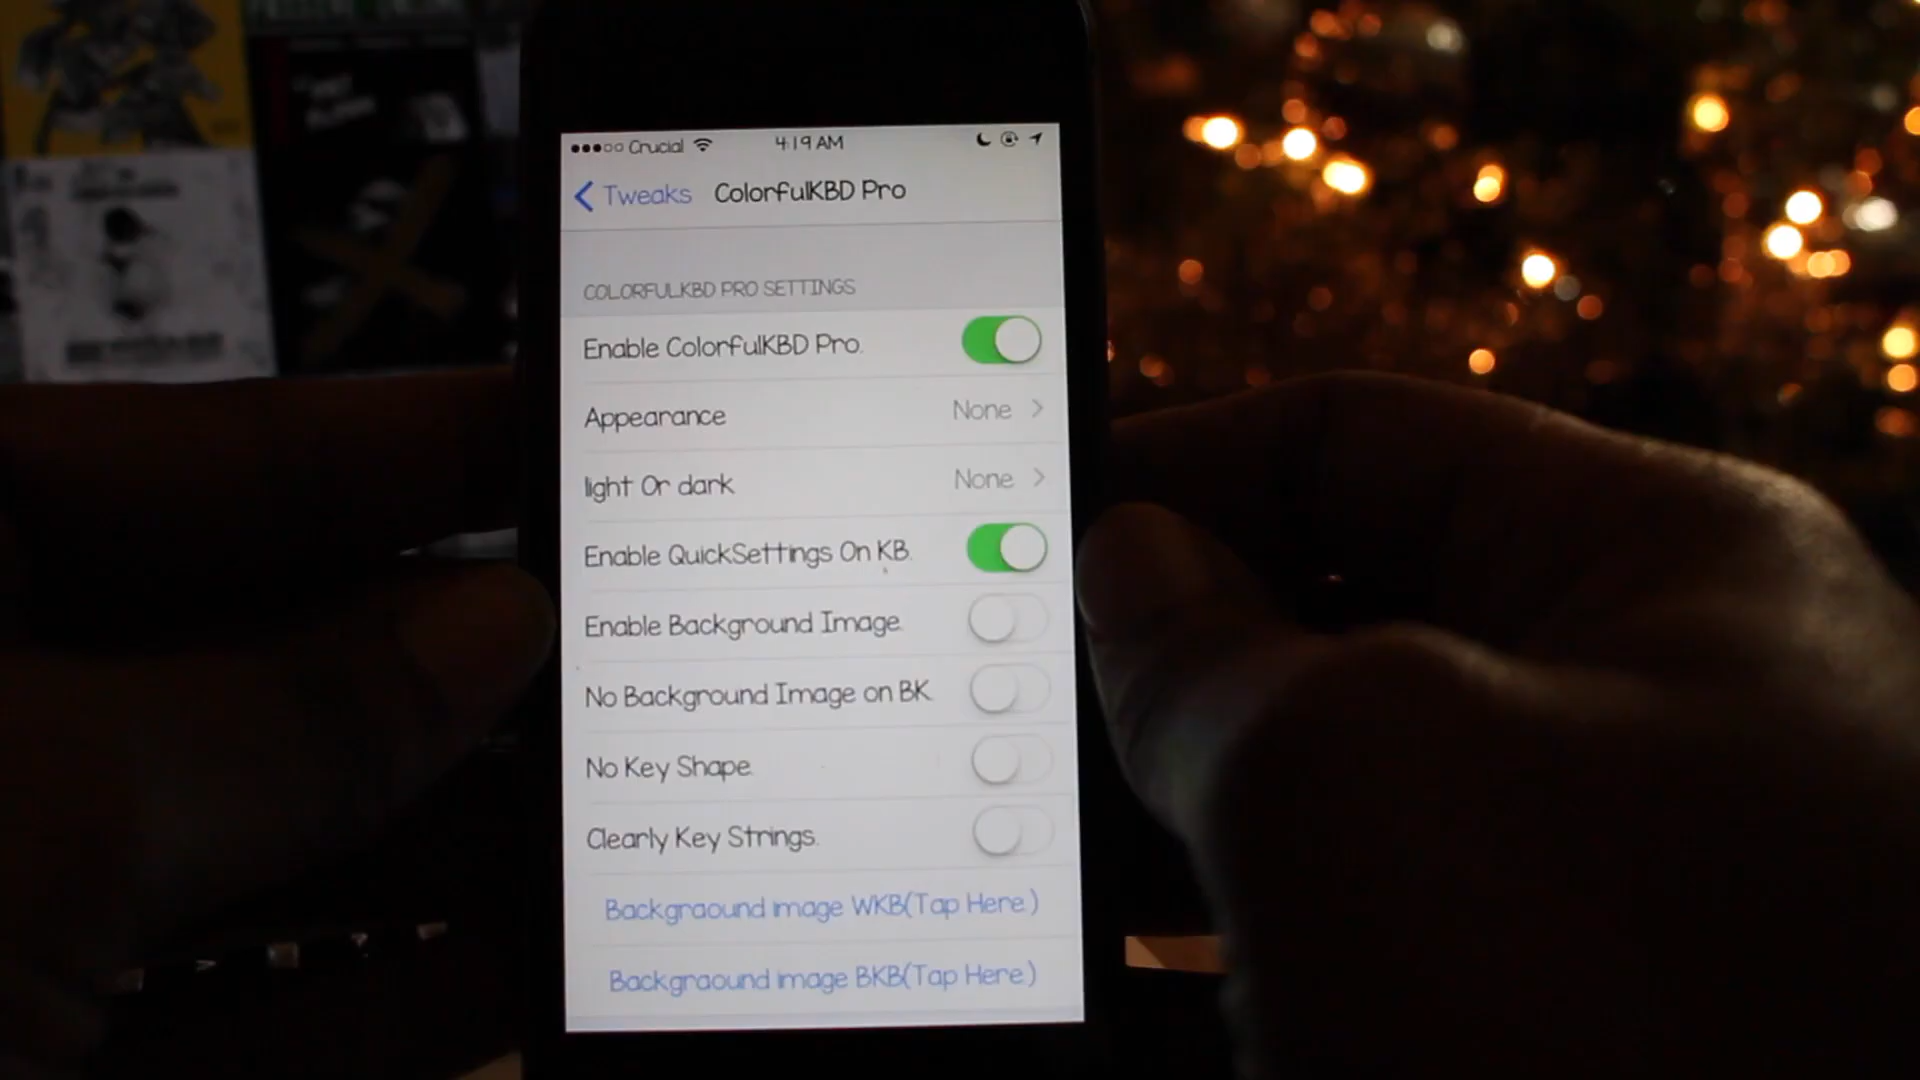 Crucial 4:19 AM
Tweaks ColorfulKBD Pro
COLORFULKBD PRO SETTINGS
Enable ColorfulKBD Pro.
Appearance None
light Or dark None
Enable QuickSettings On KB.
Enable Background Image.
No Background Image on BK.
No Key Shape.
Clearly Key Strings.
Backgraound image WKB(Tap Here.)
Backgraound image BKB(Tap Here.)